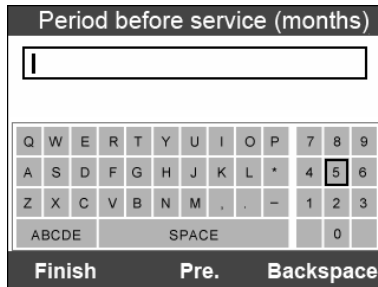 Period before service (months)
Q W E R T Y U I O P 7 8 9
A S D F G H J K L * 4 5 6
Z X C V B N M , . – 1 2 3
ABCDE SPACE 0
Finish Pre. Backspace